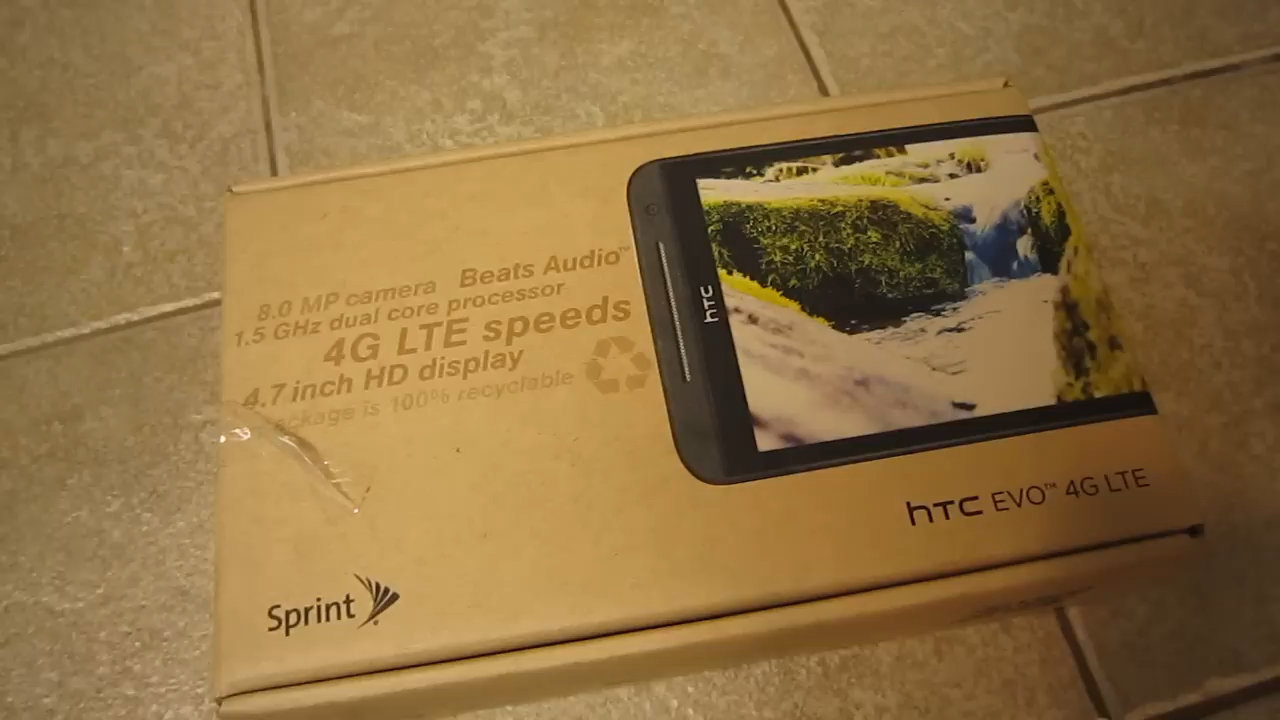 8.0 MP camera Beats Audio™
1.5 GHz dual core processor
4G LTE speeds
4.7 inch HD display
package is 100% recyclable
hTC
hTC EVO™ 4G LTE
Sprint